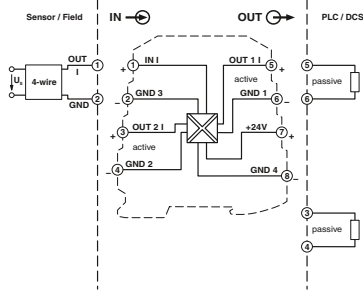 Sensor / Field IN OUT PLC / DCS
OUT 1 1 IN I OUT 1 I 5 5
I + active +
Us 4-wire passive
GND 2 2 GND 3 GND 1 6 6
– –
3 OUT 2 I +24V 7
+ active +
4 GND 2 GND 4
– 8 –
3
passive
4